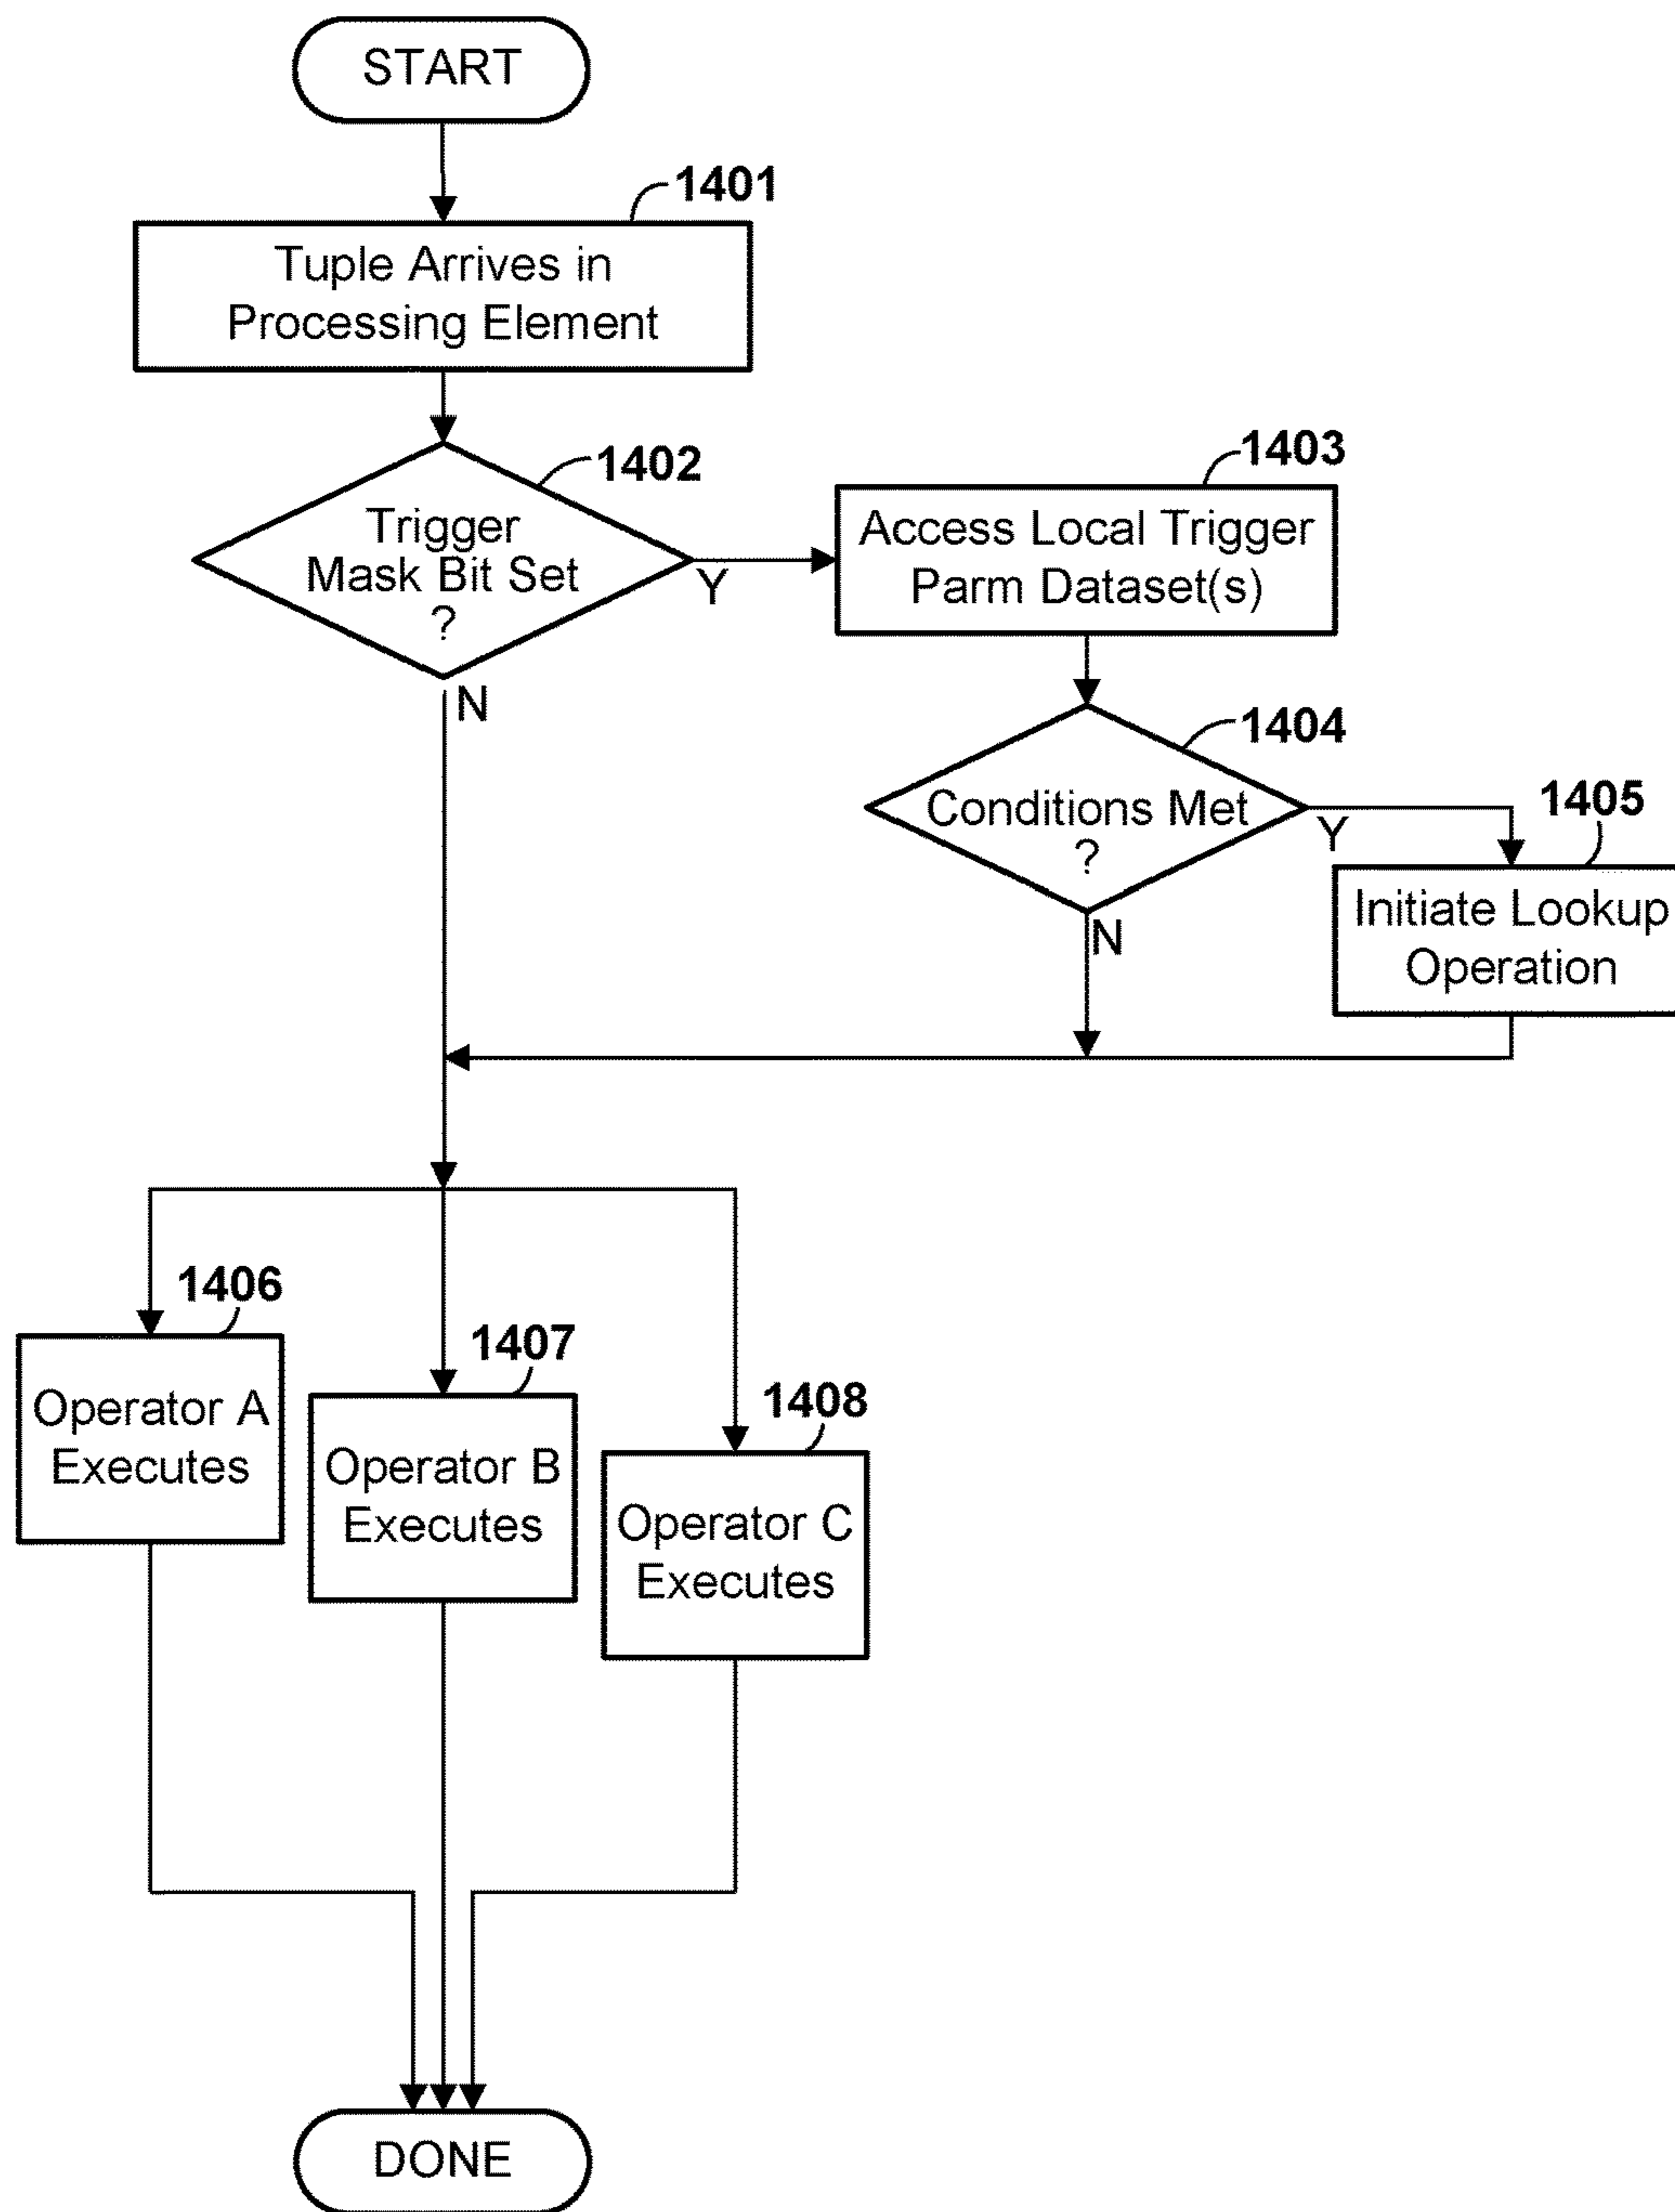 START
1401
Tuple Arrives in
Processing Element
1402
Trigger
Mask Bit Set
?
Y
N
1403
Access Local Trigger
Parm Dataset(s)
1404
Conditions Met
?
Y
N
1405
Initiate Lookup
Operation
1406
Operator A
Executes
1407
Operator B
Executes
1408
Operator C
Executes
DONE